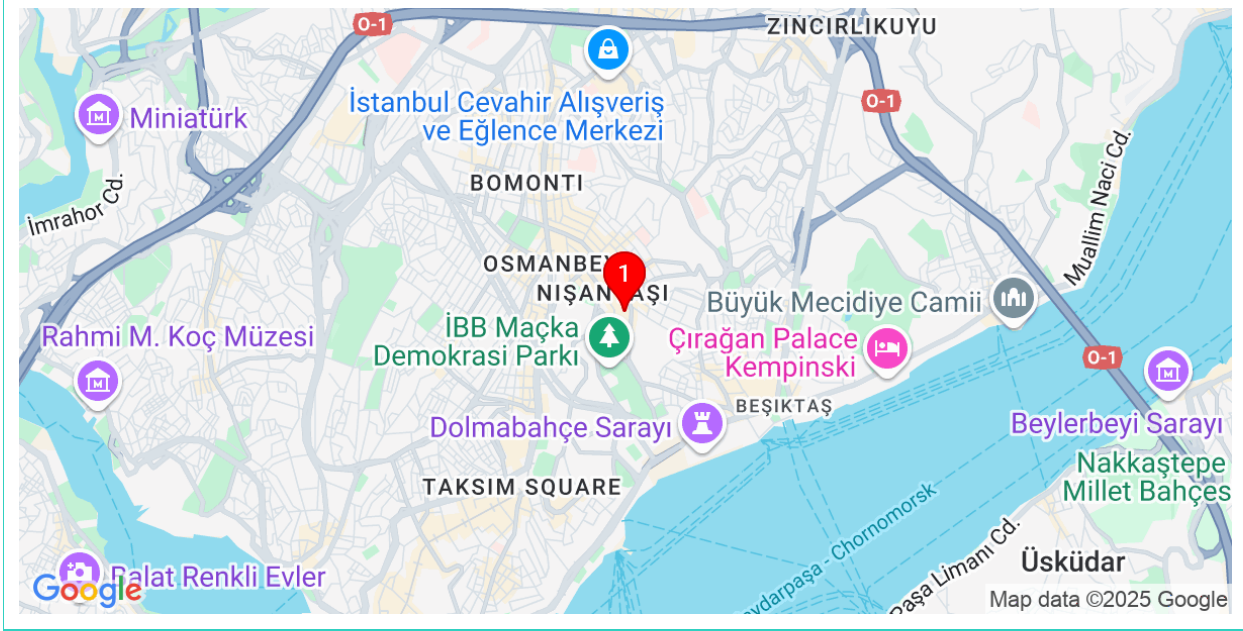 O-1
ZINCIRLIKUYU
İstanbul Cevahir Alışveriş
ve Eğlence Merkezi
O-1
Miniatürk
Muallim Naci Cd.
İmrahor Cd.
BOMONTI
OSMANBEY
1
NIŞANTAŞI
Büyük Mecidiye Camii
İBB Maçka
Demokrasi Parkı
Rahmi M. Koç Müzesi
Çırağan Palace
Kempinski
O-1
BEŞIKTAŞ
Dolmabahçe Sarayı
Beylerbeyi Sarayı
Nakkaştepe
Millet Bahçes
TAKSIM SQUARE
ydarpaşa - Chornomorsk
Paşa Limanı Cd.
Üsküdar
Balat Renkli Evler
Google
Map data ©2025 Google